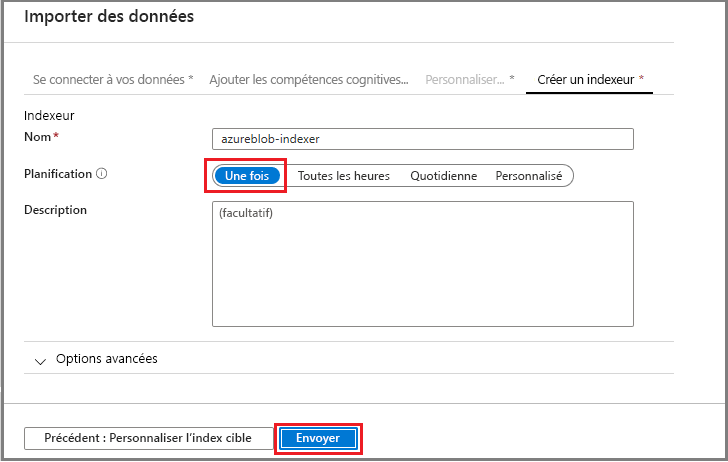 Importer des données
Se connecter à vos données * Ajouter les compétences cognitives... Personnaliser... * Créer un indexeur *
Indexeur
Nom* azureblob-indexer
Planification Une fois Toutes les heures Quotidienne Personnalisé
Description (facultatif)
Options avancées
Précédent : Personnaliser l'index cible Envoyer